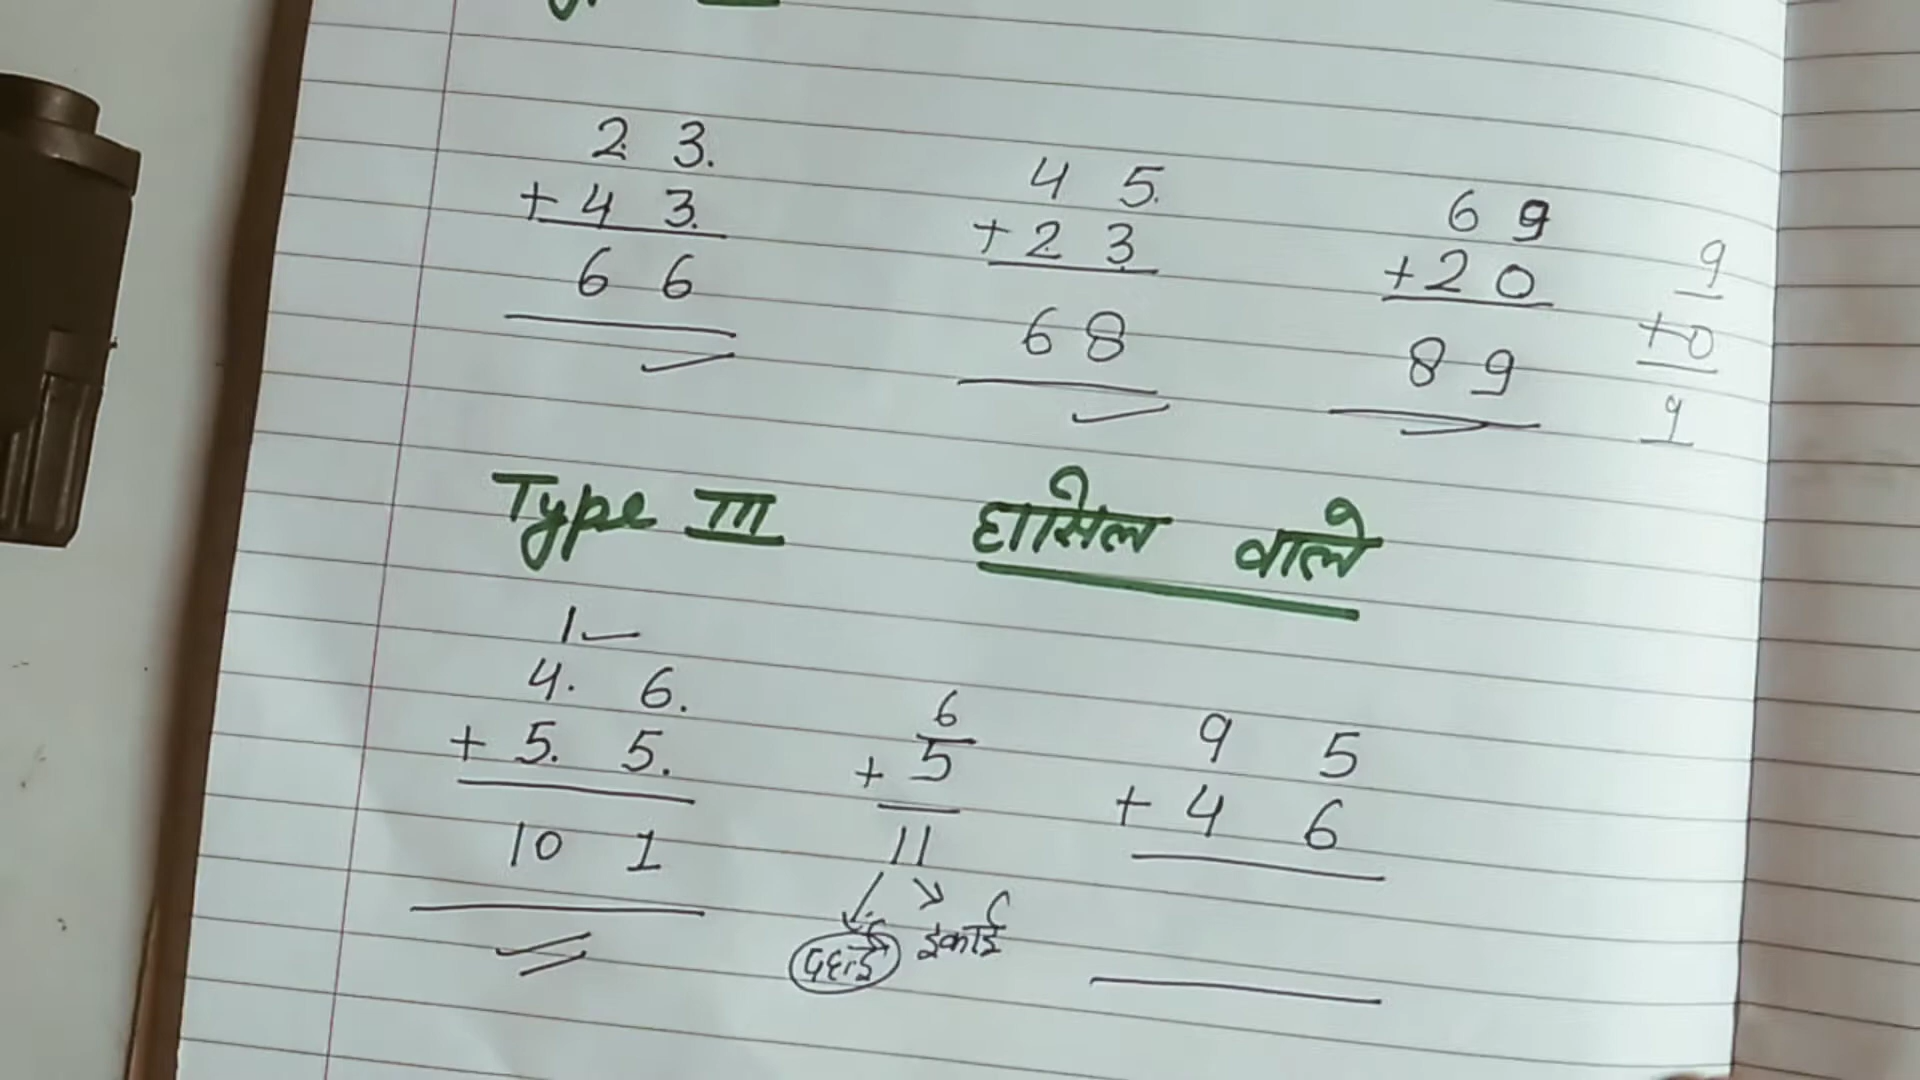 2 3.
+ 4 3.
6 6
4 5.
+ 2 3
6 8
6 9
+ 2 0
8 9
9
+0
9
Type III हासिल वाले
1
4. 6.
+ 5. 5.
10 1
6
+ 5
11
दहाई इकाई
9 5
+ 4 6